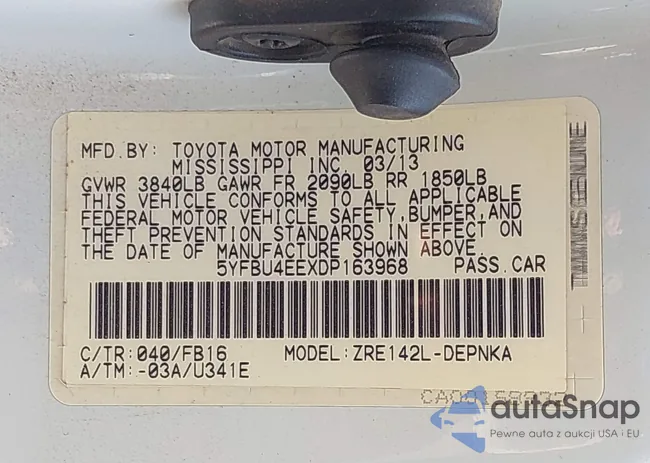 MFD.BY: TOYOTA MOTOR MANUFACTURING
MISSISSIPPI INC. 03/13
GVWR 3840LB GAWR FR 2090LB RR 1850LB
THIS VEHICLE CONFORMS TO ALL APPLICABLE
FEDERAL MOTOR VEHICLE SAFETY,BUMPER,AND
THEFT PREVENTION STANDARDS IN EFFECT ON
THE DATE OF MANUFACTURE SHOWN ABOVE.
5YFBU4EEXDP163968 PASS.CAR
C/TR:040/FB16 MODEL:ZRE142L-DEPNKA
A/TM:-03A/U341E
autoSnap
Pewne auta z aukcji USA i EU